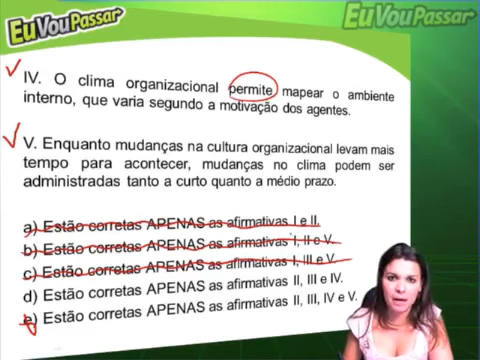 EuVouPassar
EuVouPassar
IV. O clima organizacional permite mapear o ambiente
interno, que varia segundo a motivação dos agentes.
V. Enquanto mudanças na cultura organizacional levam mais
tempo para acontecer, mudanças no clima podem ser
administradas tanto a curto quanto a médio prazo.
a) Estão corretas APENAS as afirmativas I e II.
b) Estão corretas APENAS as afirmativas I, II e V.
c) Estão corretas APENAS as afirmativas I, III e V.
d) Estão corretas APENAS as afirmativas II, III e IV.
e) Estão corretas APENAS as afirmativas II, III, IV e V.